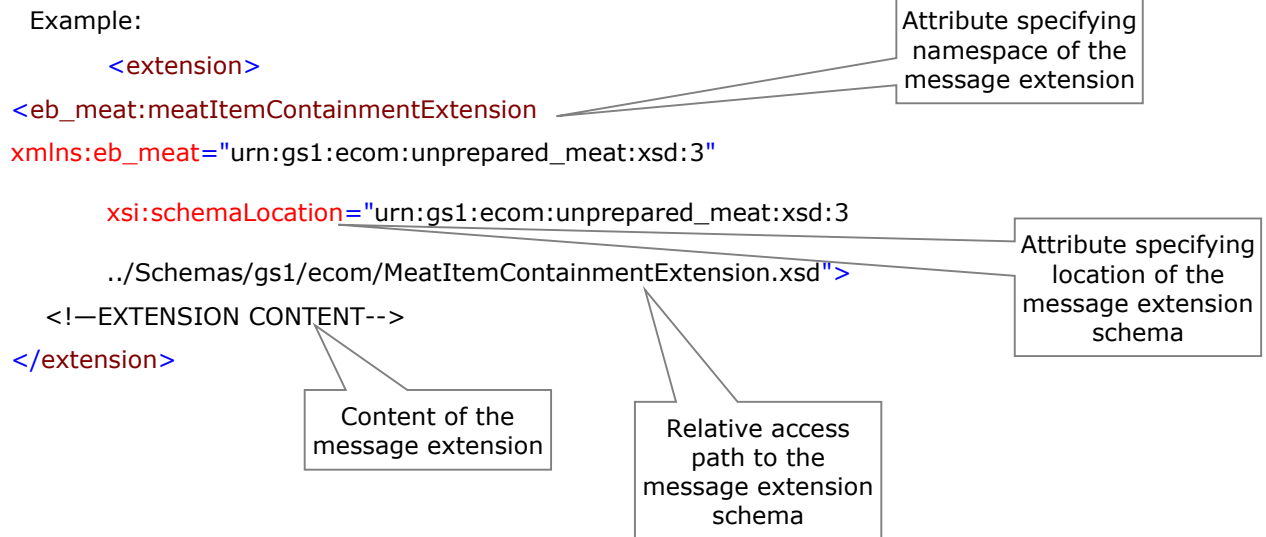 Example:
<extension>
<eb_meat:meatItemContainmentExtension
xmlns:eb_meat="urn:gs1:ecom:unprepared_meat:xsd:3"
xsi:schemaLocation="urn:gs1:ecom:unprepared_meat:xsd:3
../Schemas/gs1/ecom/MeatItemContainmentExtension.xsd">
<!—EXTENSION CONTENT-->
</extension>
Attribute specifying
namespace of the
message extension
Attribute specifying
location of the
message extension
schema
Content of the
message extension
Relative access
path to the
message extension
schema